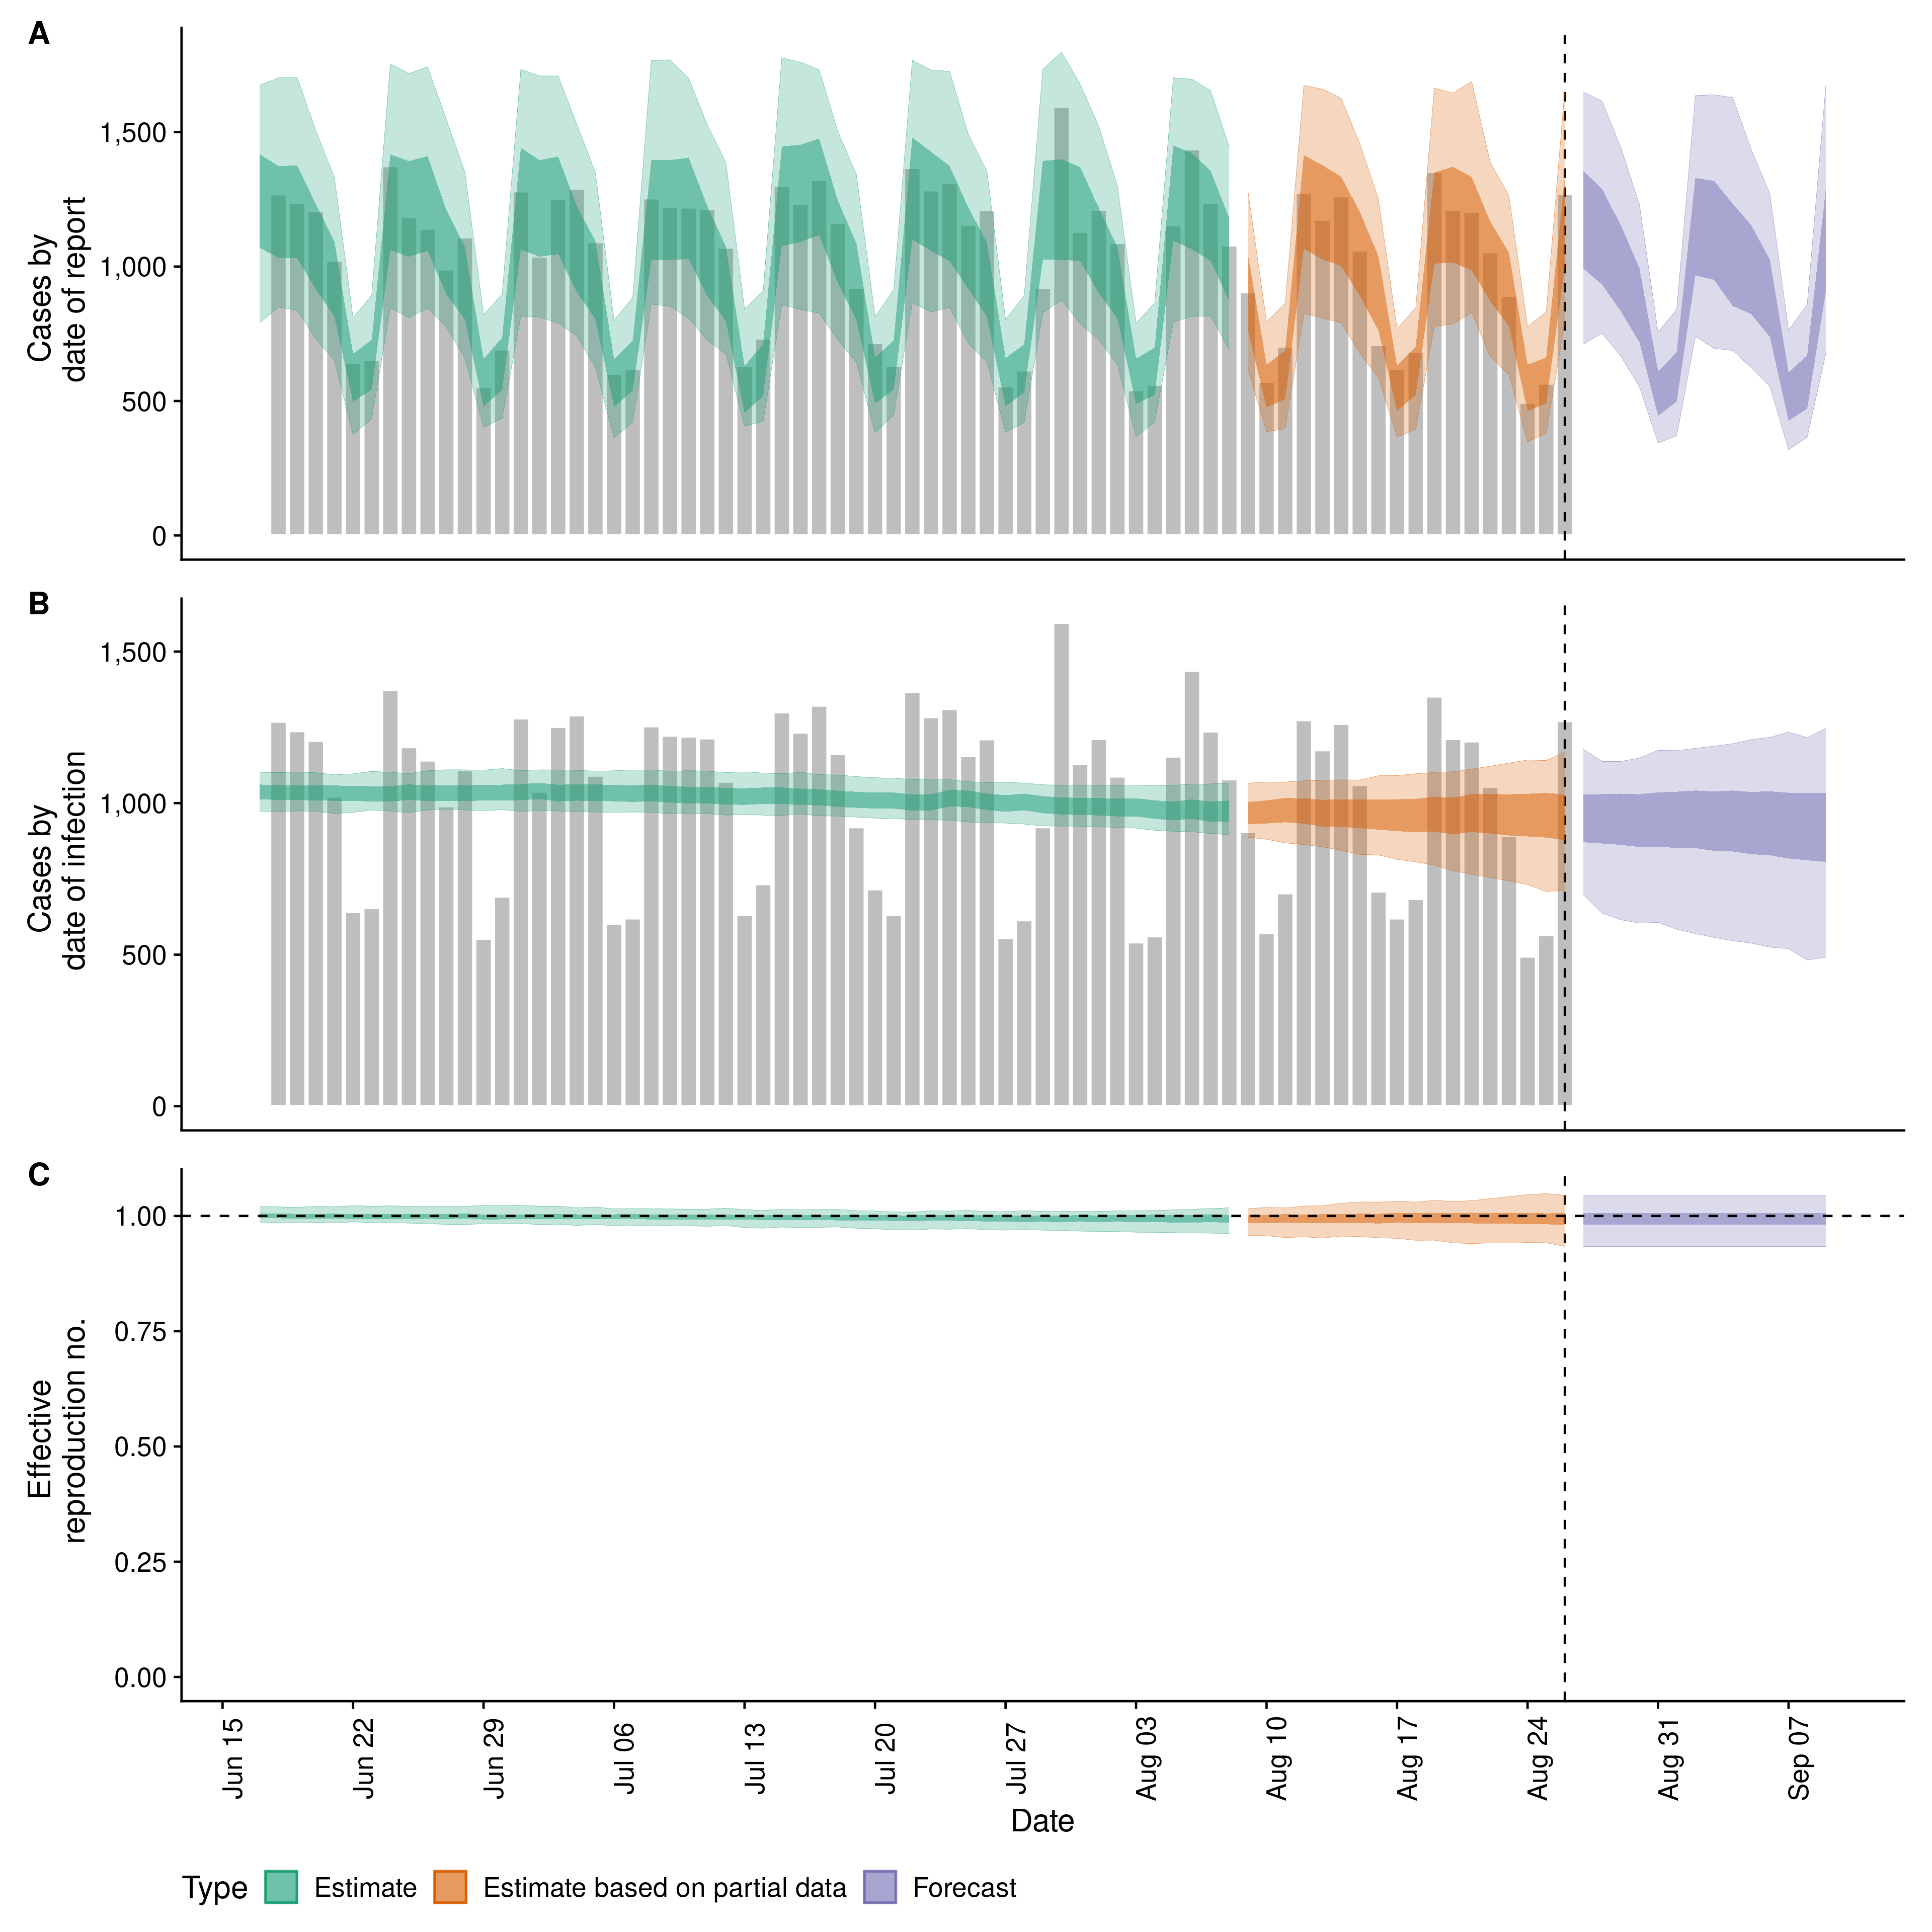 A
Cases by
date of report
1,500
1,000
500
0
B
Cases by
date of infection
1,500
1,000
500
0
C
Effective
reproduction no.
1.00
0.75
0.50
0.25
0.00
Jun 15
Jun 22
Jun 29
Jul 06
Jul 13
Jul 20
Jul 27
Aug 03
Aug 10
Aug 17
Aug 24
Aug 31
Sep 07
Date
Type Estimate Estimate based on partial data Forecast